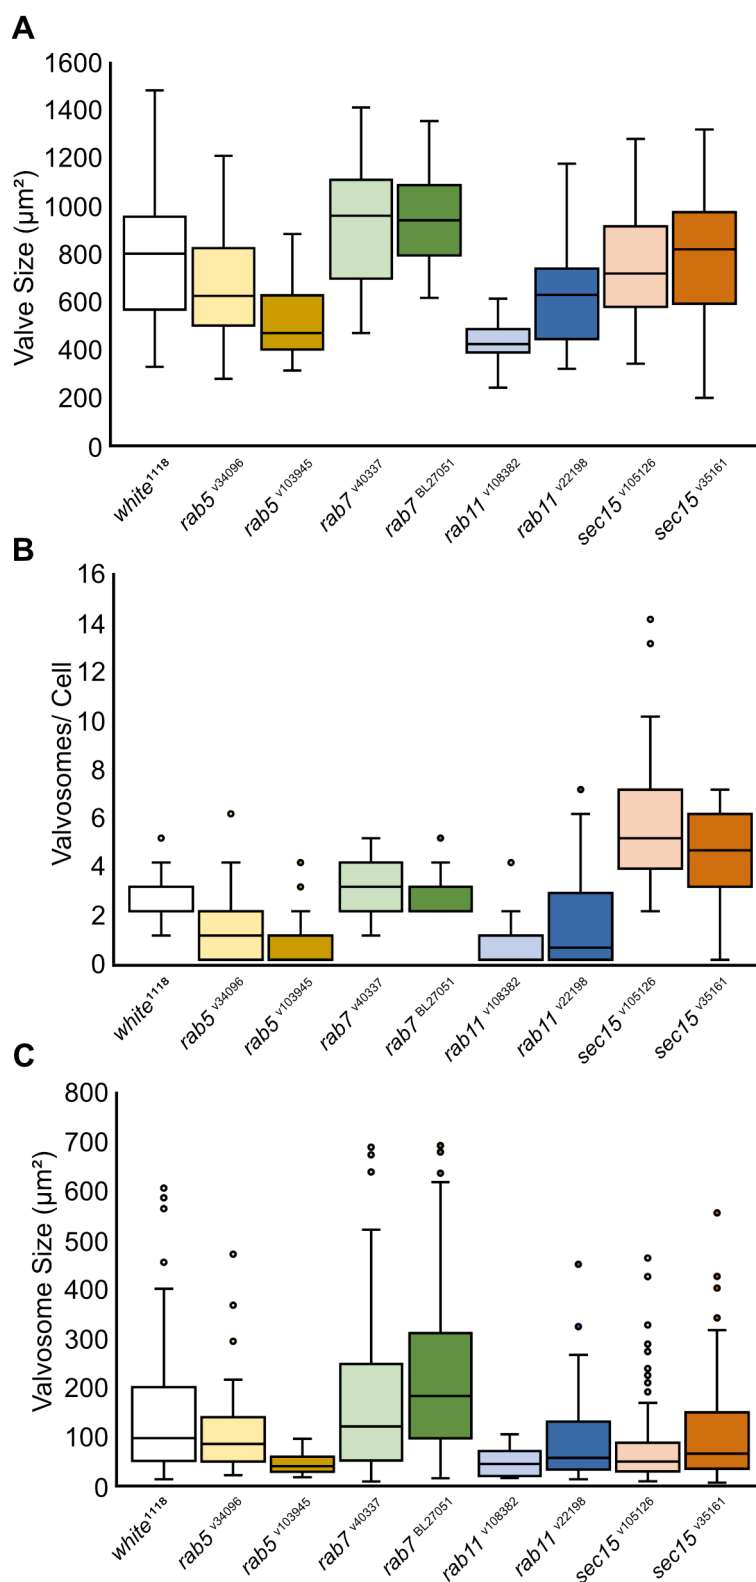 A
Valve Size (µm²)
1600
1400
1200
1000
800
600
400
200
0
white¹¹¹⁸
rab5 v34096
rab5 v103945
rab7 v40337
rab7 BL27051
rab11 v108382
rab11 v22198
sec15 v105126
sec15 v35161
B
Valvosomes/ Cell
16
14
12
10
8
6
4
2
0
white¹¹¹⁸
rab5 v34096
rab5 v103945
rab7 v40337
rab7 BL27051
rab11 v108382
rab11 v22198
sec15 v105126
sec15 v35161
C
Valvosome Size (µm²)
800
700
600
500
400
300
200
100
0
white¹¹¹⁸
rab5 v34096
rab5 v103945
rab7 v40337
rab7 BL27051
rab11 v108382
rab11 v22198
sec15 v105126
sec15 v35161